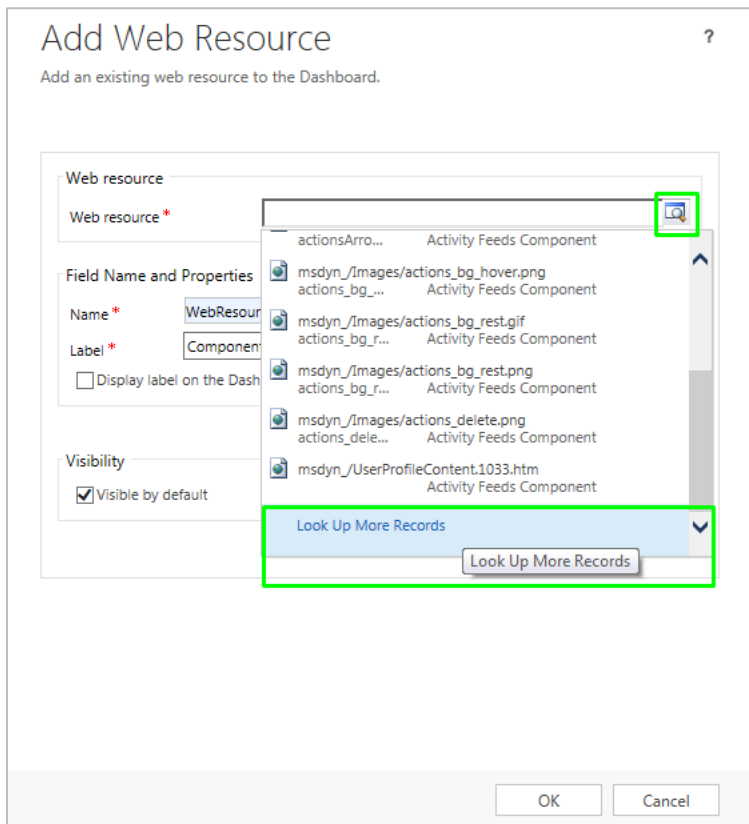 Add Web Resource
?
Add an existing web resource to the Dashboard.
Web resource
Web resource *
actionsArro... Activity Feeds Component
Field Name and Properties
msdyn_/Images/actions_bg_hover.png
actions_bg_... Activity Feeds Component
Name * WebResour
msdyn_/Images/actions_bg_rest.gif
actions_bg_r... Activity Feeds Component
Label * Component
msdyn_/Images/actions_bg_rest.png
Display label on the Dash
actions_bg_r... Activity Feeds Component
msdyn_/Images/actions_delete.png
actions_dele... Activity Feeds Component
Visibility
msdyn_/UserProfileContent.1033.htm
Activity Feeds Component
Visible by default
Look Up More Records
Look Up More Records
OK Cancel